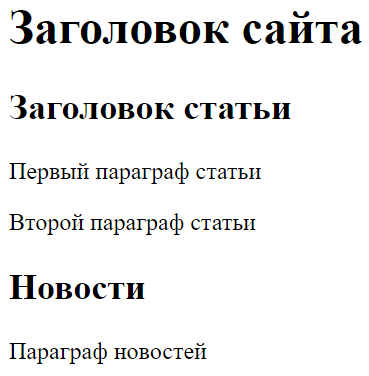 Заголовок сайта
Заголовок статьи
Первый параграф статьи
Второй параграф статьи
Новости
Параграф новостей